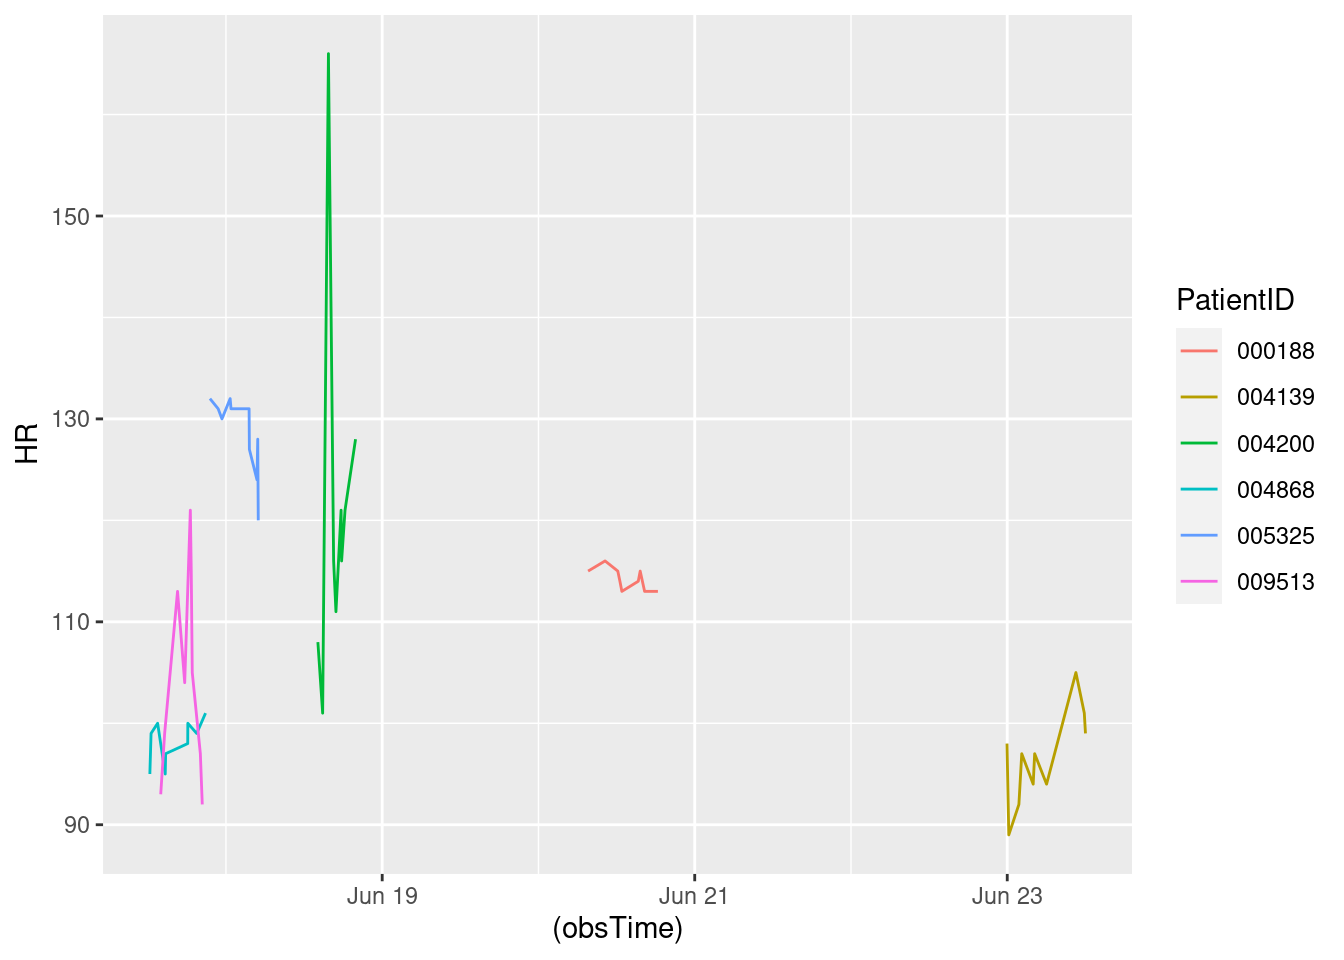 150
130
110
90
HR
Jun 19
Jun 21
Jun 23
(obsTime)
PatientID
000188
004139
004200
004868
005325
009513